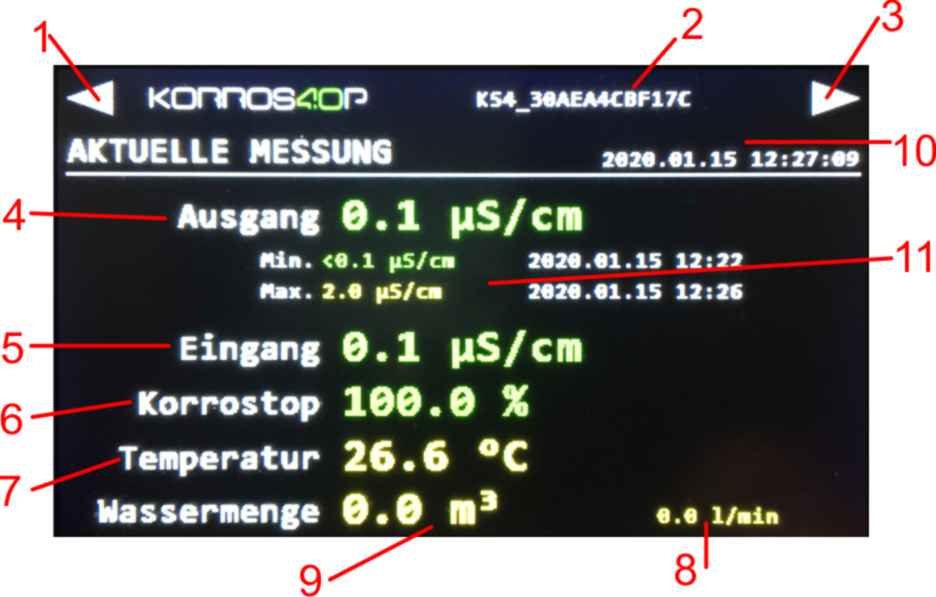 1
2
3
KORROS4.0P
KS4_30AEA4CBF17C
AKTUELLE MESSUNG
2020.01.15 12:27:09
10
4
Ausgang 0.1 µS/cm
Min. <0.1 µS/cm 2020.01.15 12:22
11
Max. 2.0 µS/cm 2020.01.15 12:26
5
Eingang 0.1 µS/cm
6
Korrostop 100.0 %
7
Temperatur 26.6 ºC
Wassermenge 0.0 m³
0.0 l/min
9
8